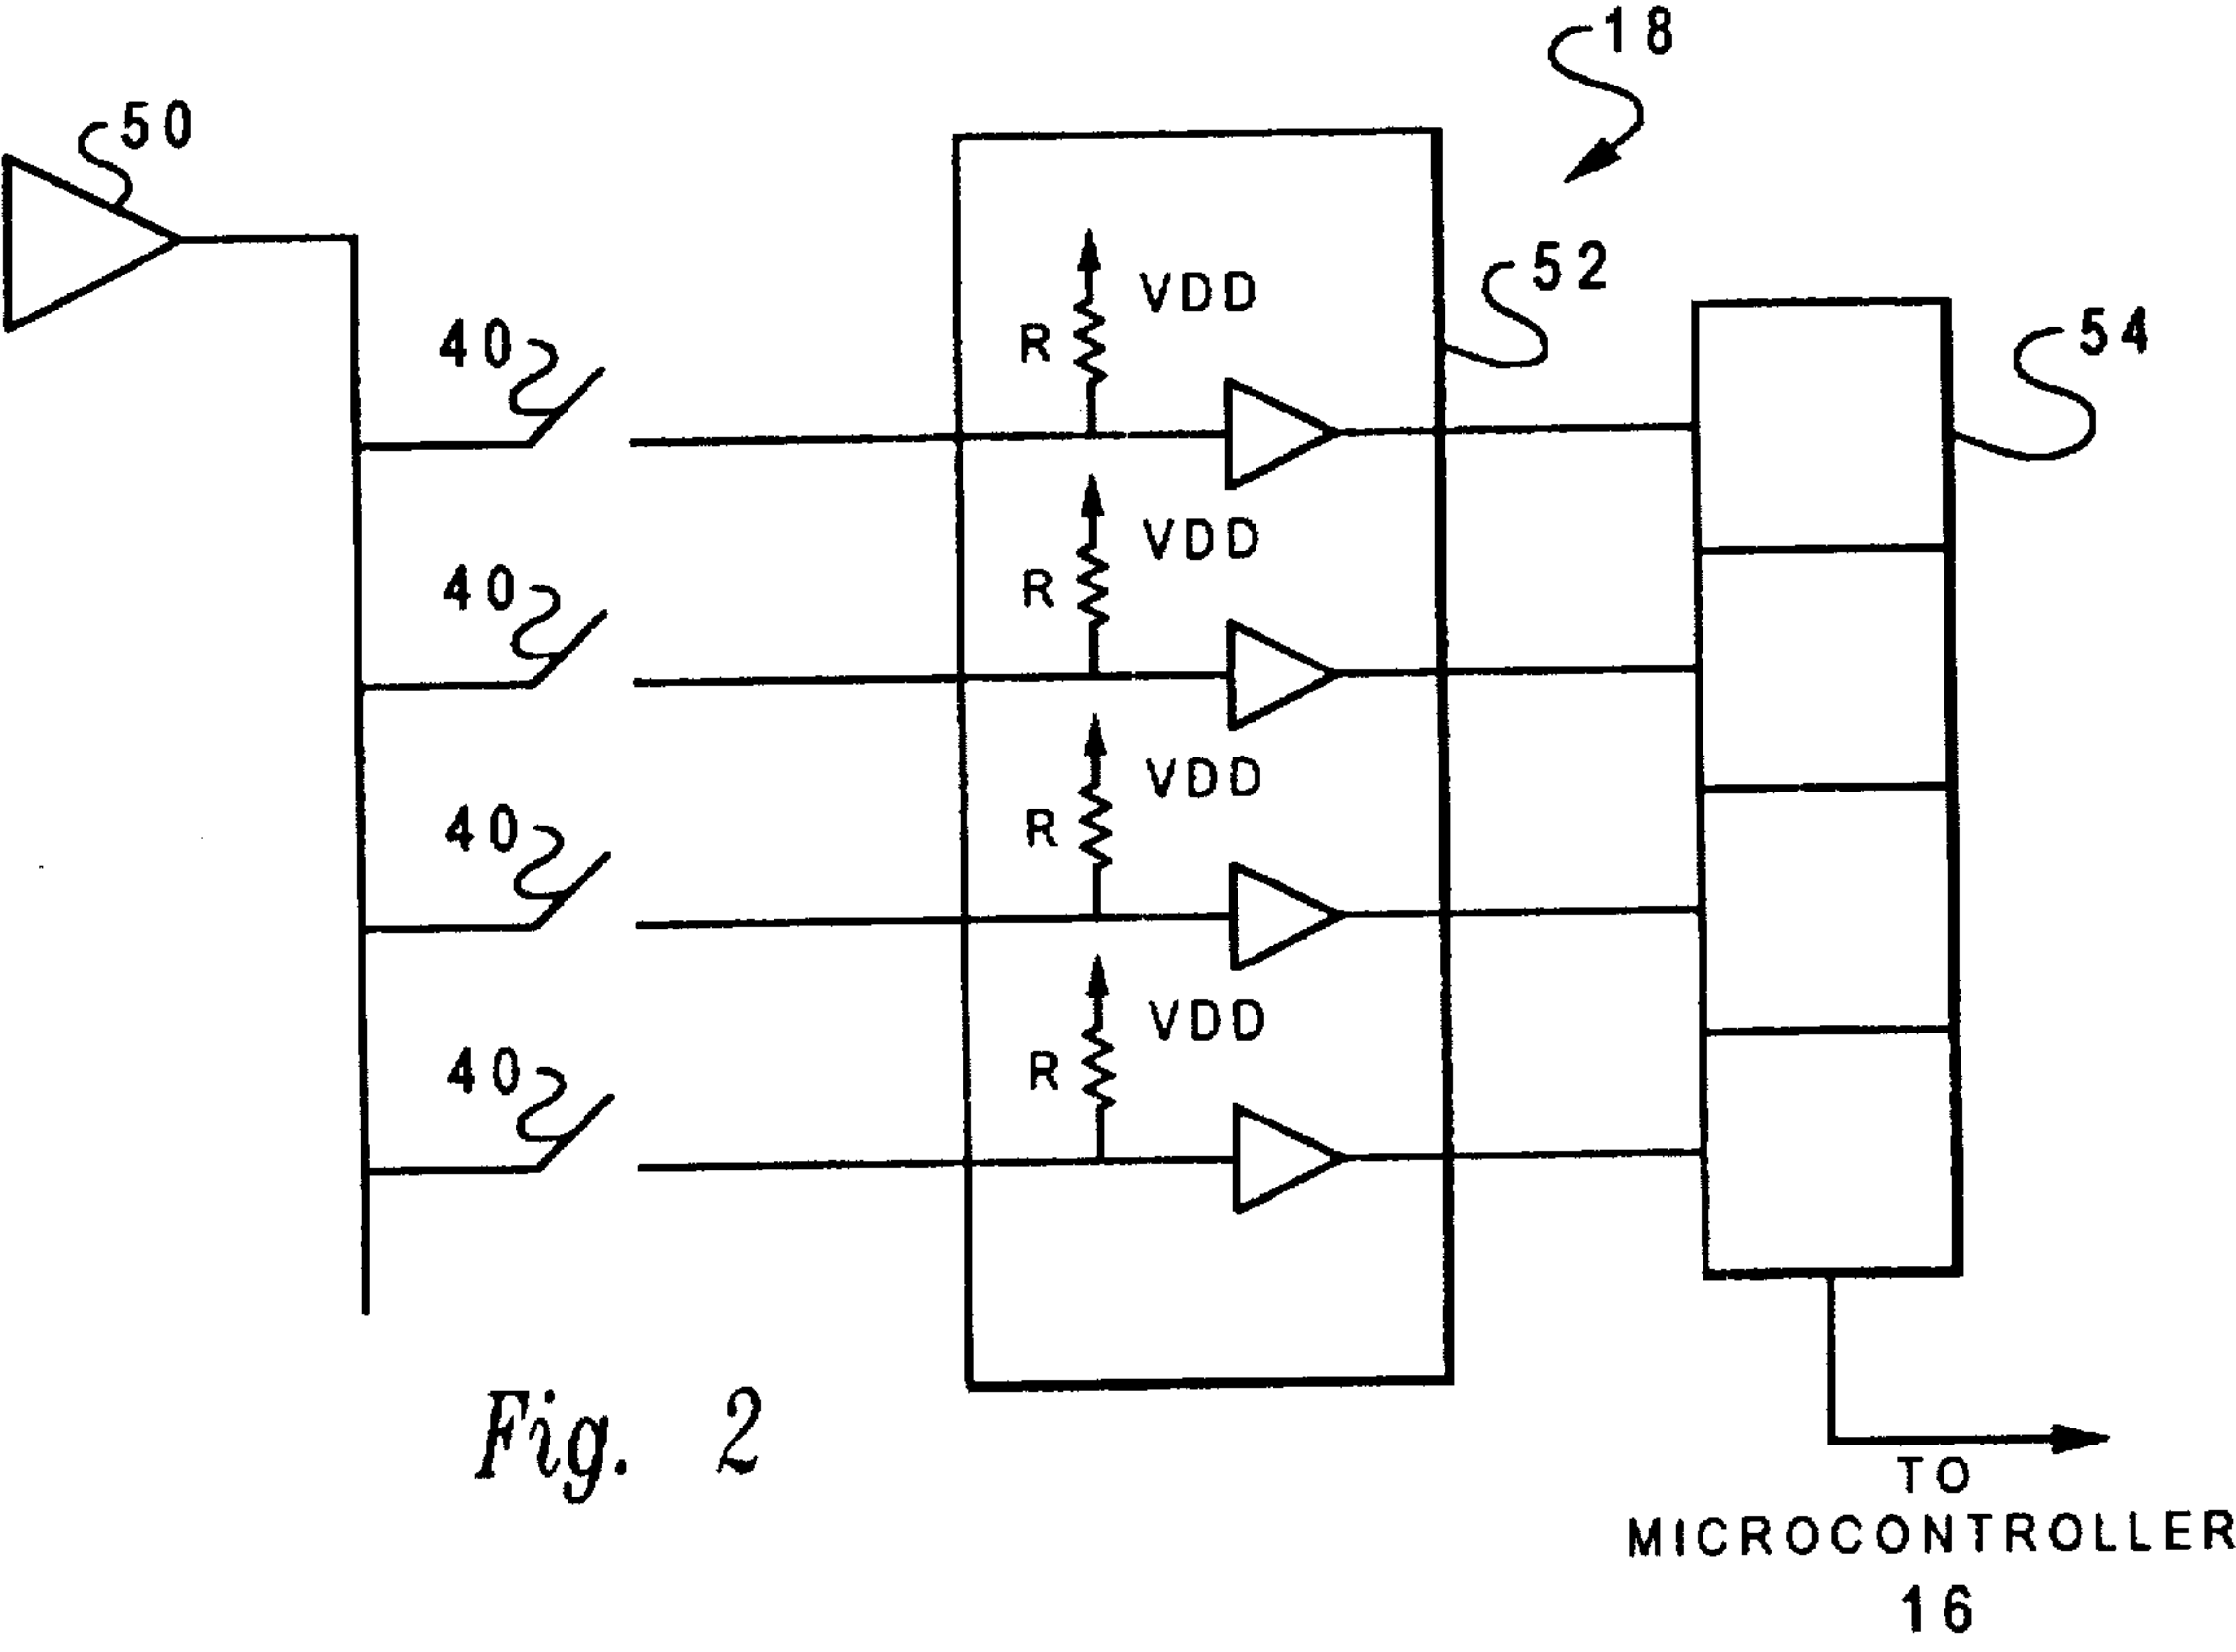 18
50
52
VDD
R
40
54
VDD
R
40
VDD
R
40
VDD
R
40
Fig. 2
TO
MICROCONTROLLER
16